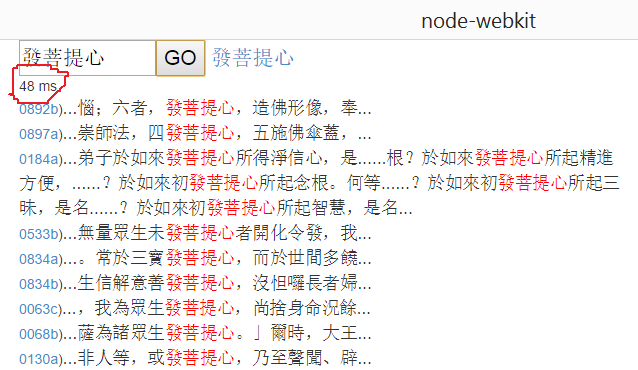 node-webkit
發菩提心 GO 發菩提心
48 ms
0892b)...惱；六者，發菩提心，造佛形像，奉...
0897a)...崇師法，四發菩提心，五施佛傘蓋，...
0184a)...弟子於如來發菩提心所得淨信心，是......根？於如來發菩提心所起精進
方便，......？於如來初發菩提心所起念根。何等......？於如來初發菩提心所起三
昧，是名......？於如來初發菩提心所起智慧，是名...
0533b)...無量眾生未發菩提心者開化令發，我...
0834a)...。常於三寶發菩提心，而於世間多饒...
0834b)...生信解意善發菩提心，沒柤囉長者婦...
0063c)...，我為眾生發菩提心，尚捨身命況餘...
0068b)...薩為諸眾生發菩提心。」爾時，大王...
0130a)...非人等，或發菩提心，乃至聲聞、辟...